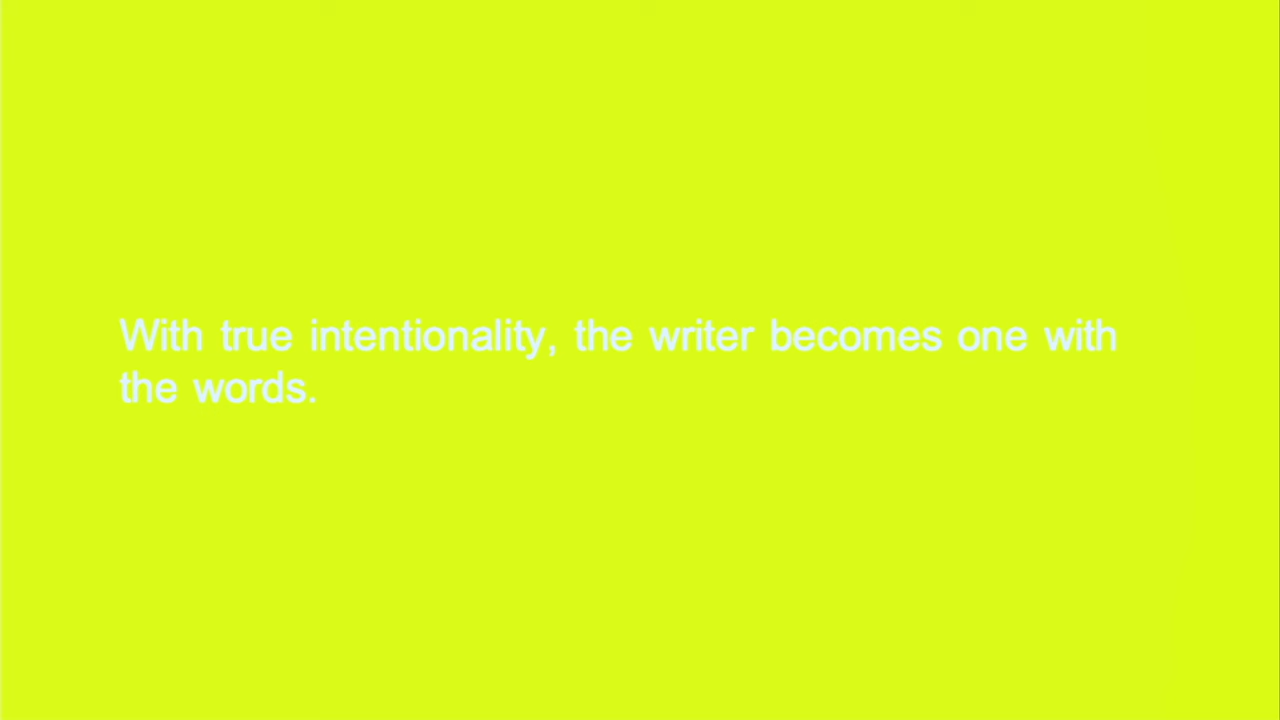 With true intentionality, the writer becomes one with
the words.